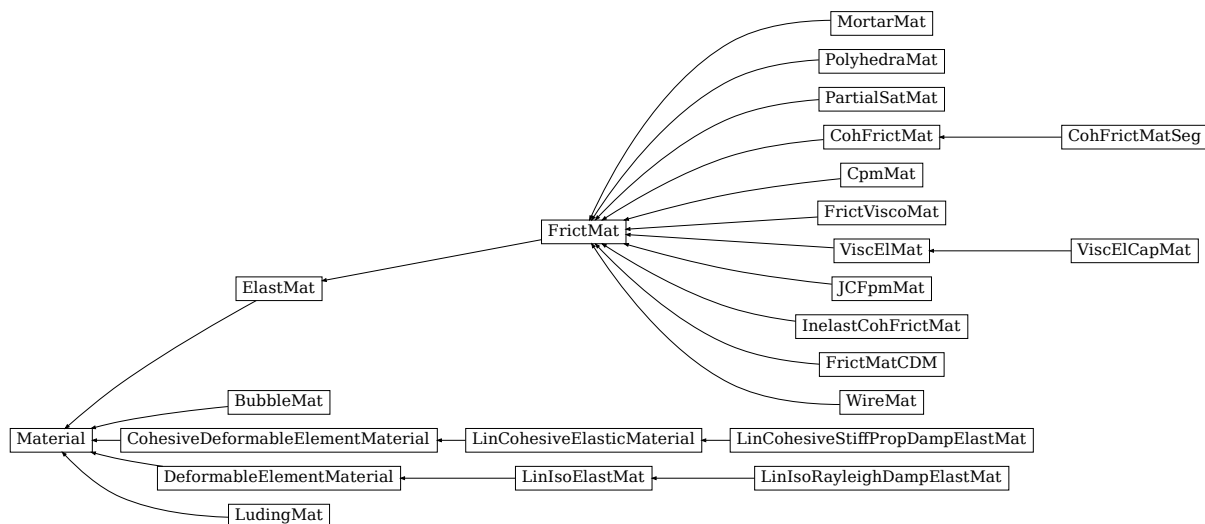 MortarMat
PolyhedraMat
PartialSatMat
CohFrictMat CohFrictMatSeg
CpmMat
FrictViscoMat
FrictMat
ViscElMat ViscElCapMat
ElastMat JCFpmMat
InelastCohFrictMat
FrictMatCDM
BubbleMat WireMat
Material CohesiveDeformableElementMaterial LinCohesiveElasticMaterial LinCohesiveStiffPropDampElastMat
DeformableElementMaterial LinIsoElastMat LinIsoRayleighDampElastMat
LudingMat